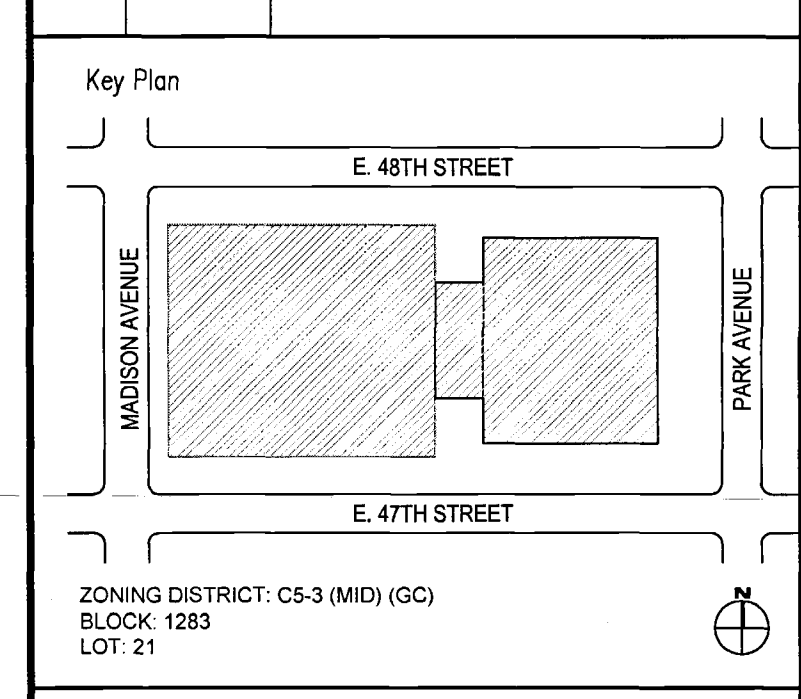 Key Plan
E. 48TH STREET
MADISON AVENUE
PARK AVENUE
E. 47TH STREET
ZONING DISTRICT: C5-3 (MID) (GC)
BLOCK: 1283
LOT: 21
N